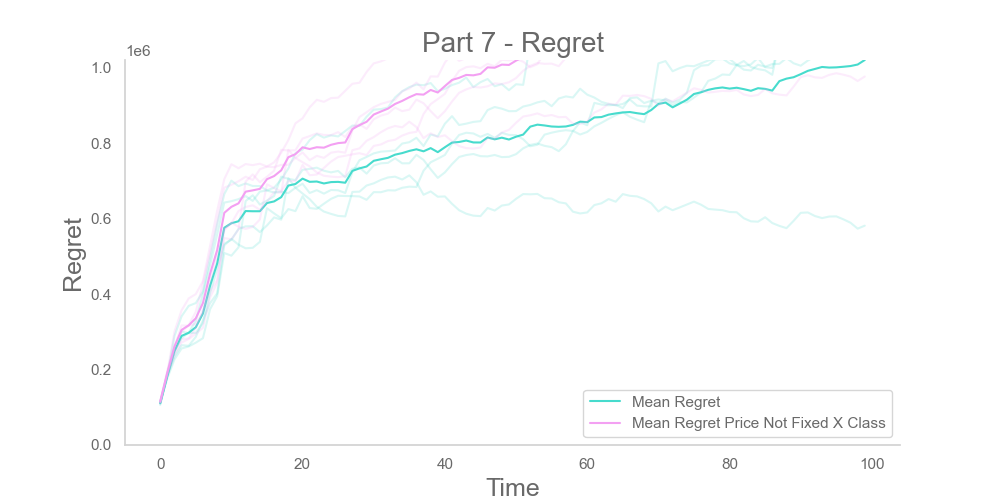 Part 7 - Regret
1e6
1.0
0.8
0.6
0.4
0.2
0.0
Regret
0
20
40
60
80
100
Time
Mean Regret
Mean Regret Price Not Fixed X Class